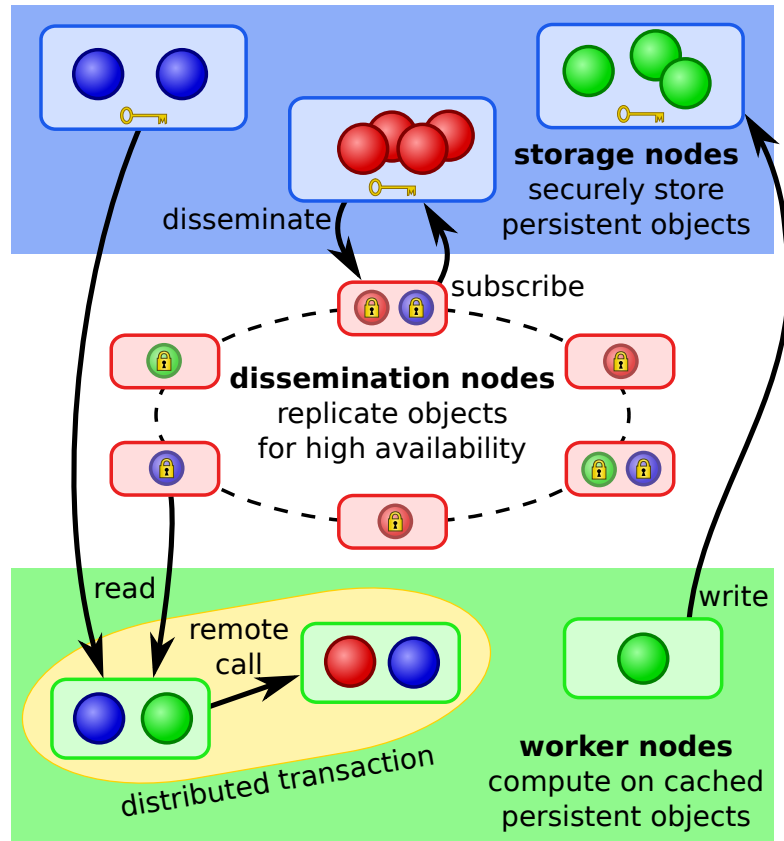 storage nodes
securely store
persistent objects
disseminate
subscribe
dissemination nodes
replicate objects
for high availability
read
remote
call
write
distributed transaction
worker nodes
compute on cached
persistent objects